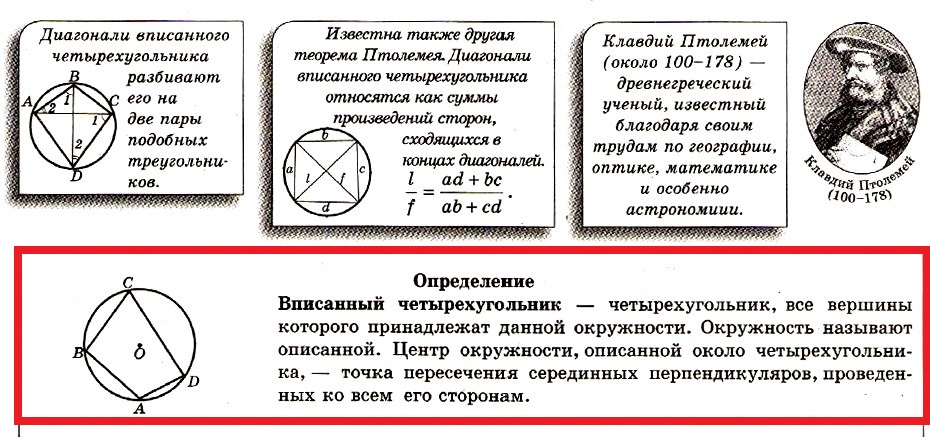 Диагонали вписанного
четырехугольника
разбивают
его на
две пары
подобных
треугольни-
ков.
B
A
2
1
C
1
2
D
Известна также другая
теорема Птолемея. Диагонали
вписанного четырехугольника
относятся как суммы
произведений сторон,
сходящихся в
концах диагоналей.
l/f = (ad + bc)/(ab + cd).
b
a
l
f
c
d
Клавдий Птолемей
(около 100–178) —
древнегреческий
ученый, известный
благодаря своим
трудам по географии,
оптике, математике
и особенно
астрономиии.
Клавдий Птолемей
(100–178)
Определение
Вписанный четырехугольник — четырехугольник, все вершины
которого принадлежат данной окружности. Окружность называют
описанной. Центр окружности, описанной около четырехугольни-
ка, — точка пересечения серединных перпендикуляров, проведен-
ных ко всем его сторонам.
C
B
O
D
A